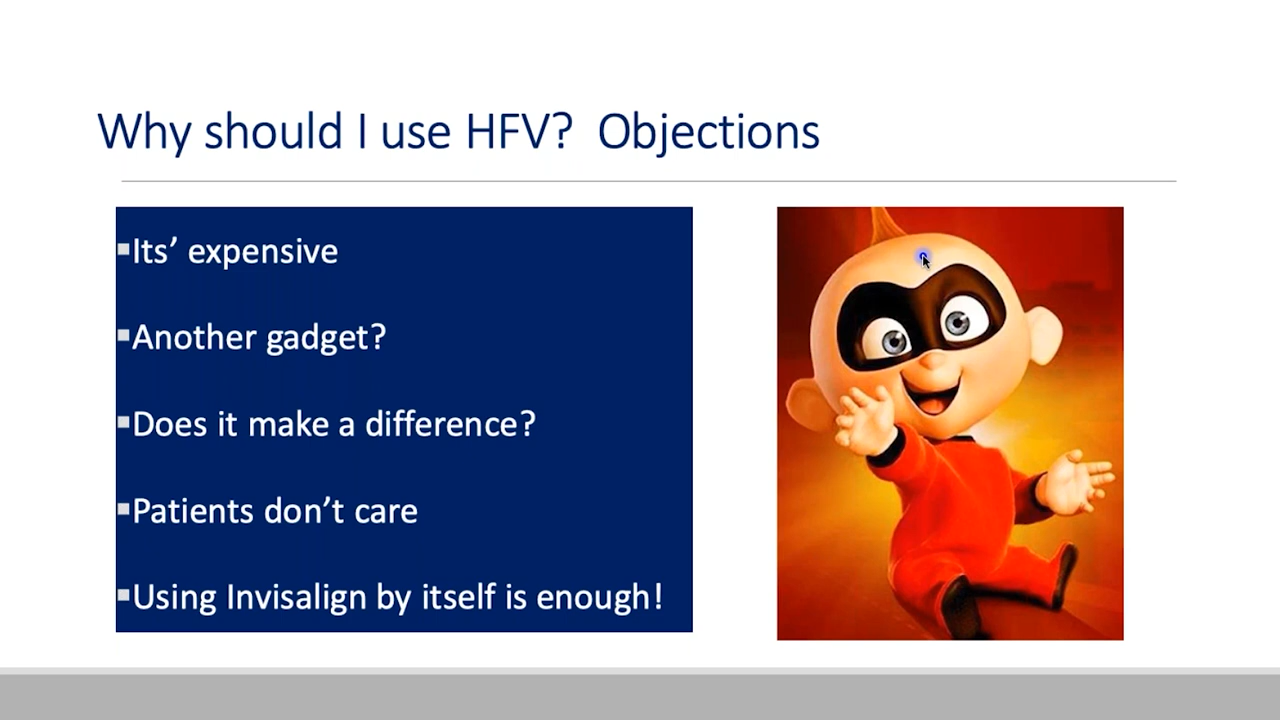 Why should I use HFV?  Objections
▪Its’ expensive
▪Another gadget?
▪Does it make a difference?
▪Patients don’t care
▪Using Invisalign by itself is enough!